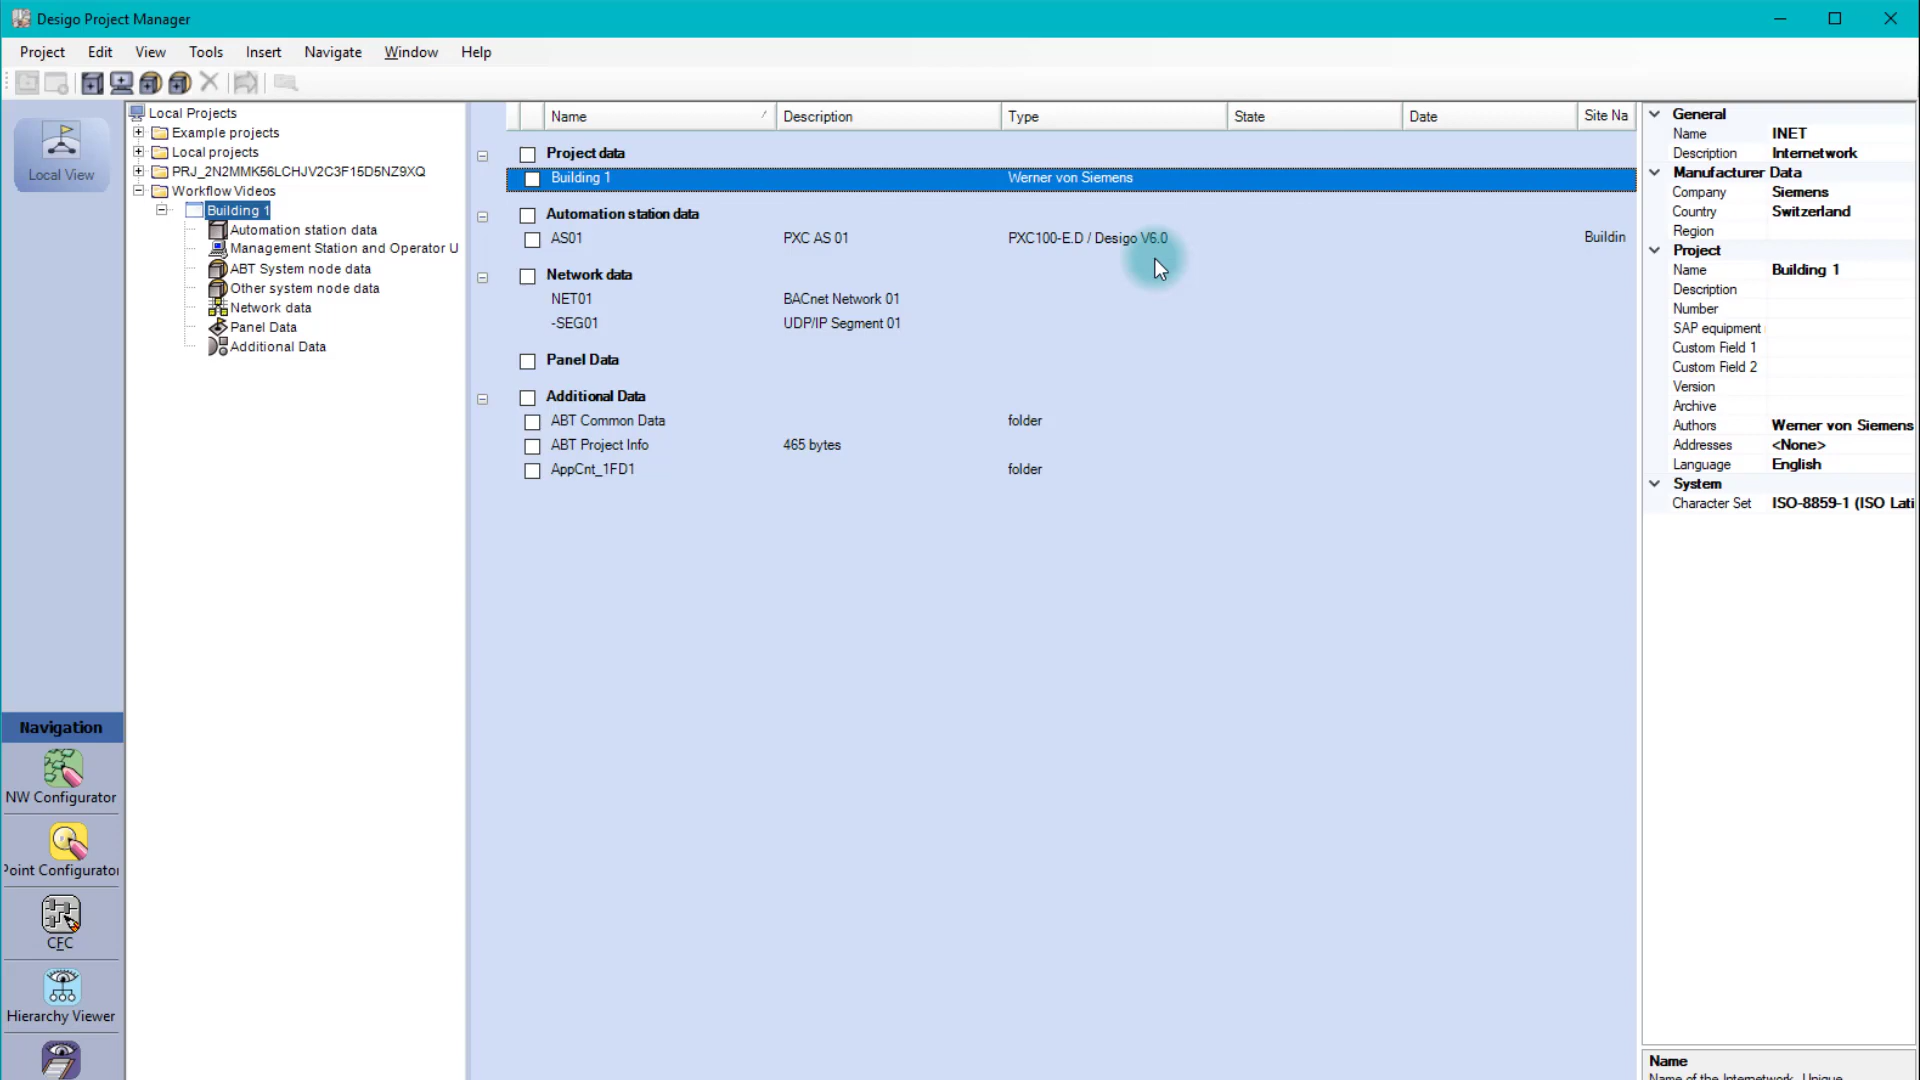 Desigo Project Manager
Project Edit View Tools Insert Navigate Window Help
Local View
Navigation
NW Configurator
Point Configurator
CFC
Hierarchy Viewer
Local Projects
Example projects
Local projects
PRJ_2N2MMK56LCHJV2C3F15D5NZ9XQ
Workflow Videos
Building 1
Automation station data
Management Station and Operator U
ABT System node data
Other system node data
Network data
Panel Data
Additional Data
Name Description Type State Date Site Na
Project data
Building 1 Werner von Siemens
Automation station data
AS01 PXC AS 01 PXC100-E.D / Desigo V6.0 Buildin
Network data
NET01 BACnet Network 01
-SEG01 UDP/IP Segment 01
Panel Data
Additional Data
ABT Common Data folder
ABT Project Info 465 bytes
AppCnt_1FD1 folder
General
Name INET
Description Internetwork
Manufacturer Data
Company Siemens
Country Switzerland
Region
Project
Name Building 1
Description
Number
SAP equipment
Custom Field 1
Custom Field 2
Version
Archive
Authors Werner von Siemens
Addresses <None>
Language English
System
Character Set ISO-8859-1 (ISO Lati
Name
Name of the Internetwork. Unique